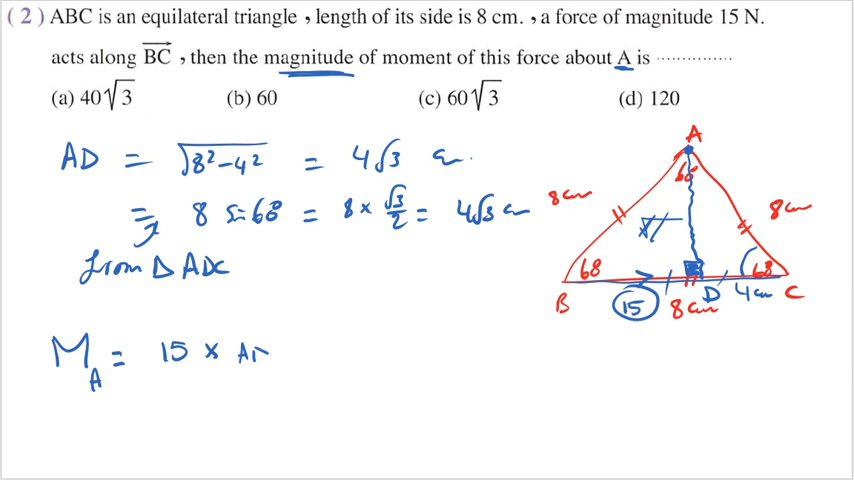 ( 2 ) ABC is an equilateral triangle , length of its side is 8 cm. , a force of magnitude 15 N.
acts along \overrightarrow{BC} , then the magnitude of moment of this force about A is ...............
(a) 40√3 (b) 60 (c) 60√3 (d) 120
AD = √(8² - 4²) = 4√3 cm.
= 8 sin 60 = 8 × √3/2 = 4√3 cm
from Δ ADC
M_A = 15 × AD
A
60
8cm
8cm
60
60
B
15
8cm
D
4cm
C